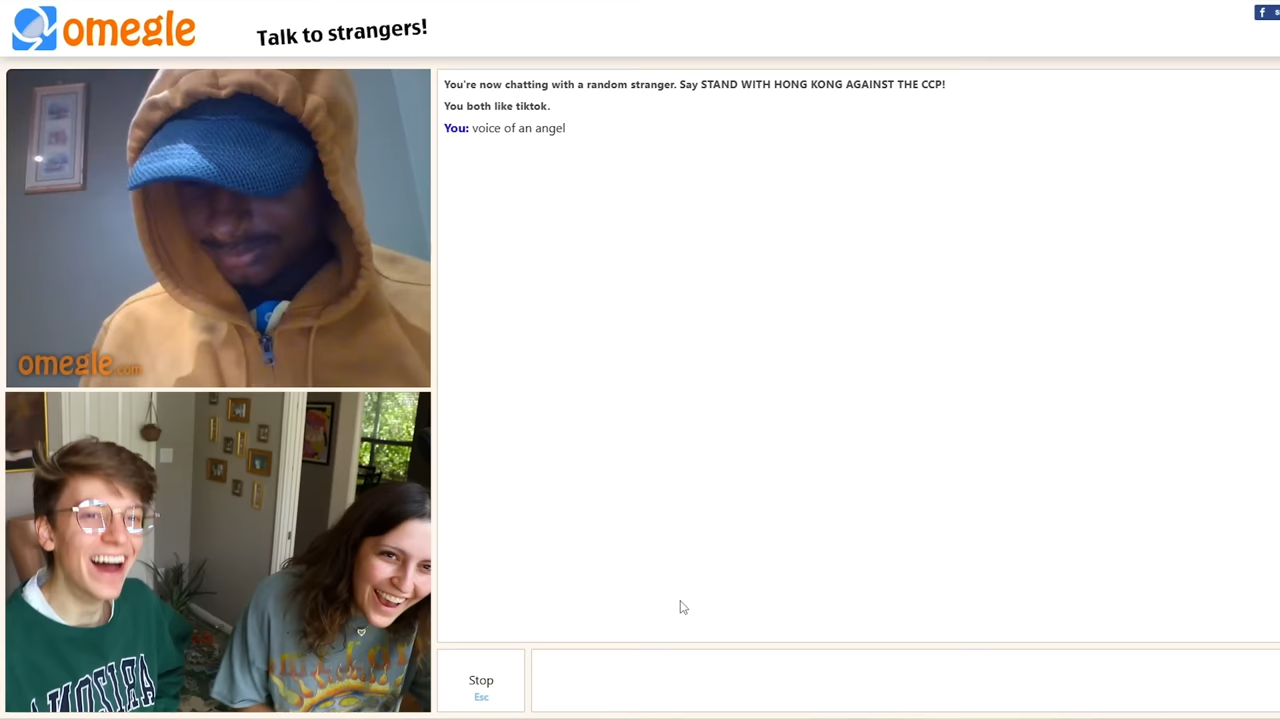 omegle
Talk to strangers!
f s
You're now chatting with a random stranger. Say STAND WITH HONG KONG AGAINST THE CCP!
You both like tiktok.
You: voice of an angel
omegle.com
ARIZONA
Stop
Esc